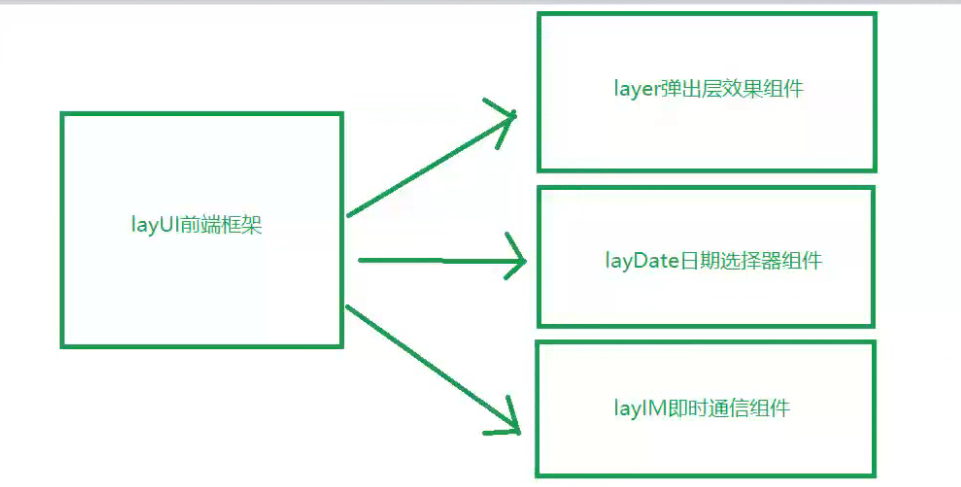 layUI前端框架
layer弹出层效果组件
layDate日期选择器组件
layIM即时通信组件